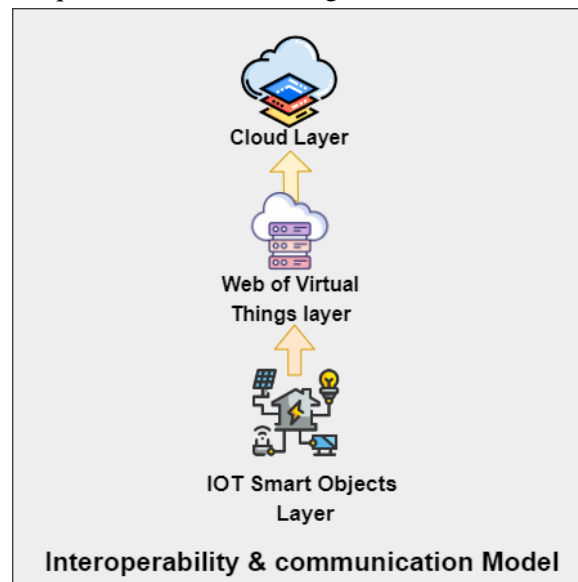 Cloud Layer
Web of Virtual
Things layer
IOT Smart Objects
Layer
Interoperability & communication Model